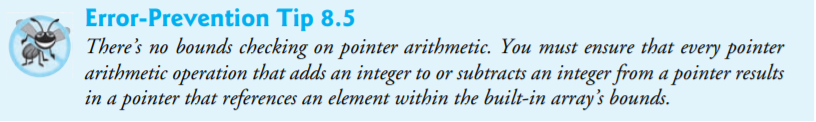 Error-Prevention Tip 8.5
There’s no bounds checking on pointer arithmetic. You must ensure that every pointer
arithmetic operation that adds an integer to or subtracts an integer from a pointer results
in a pointer that references an element within the built-in array’s bounds.